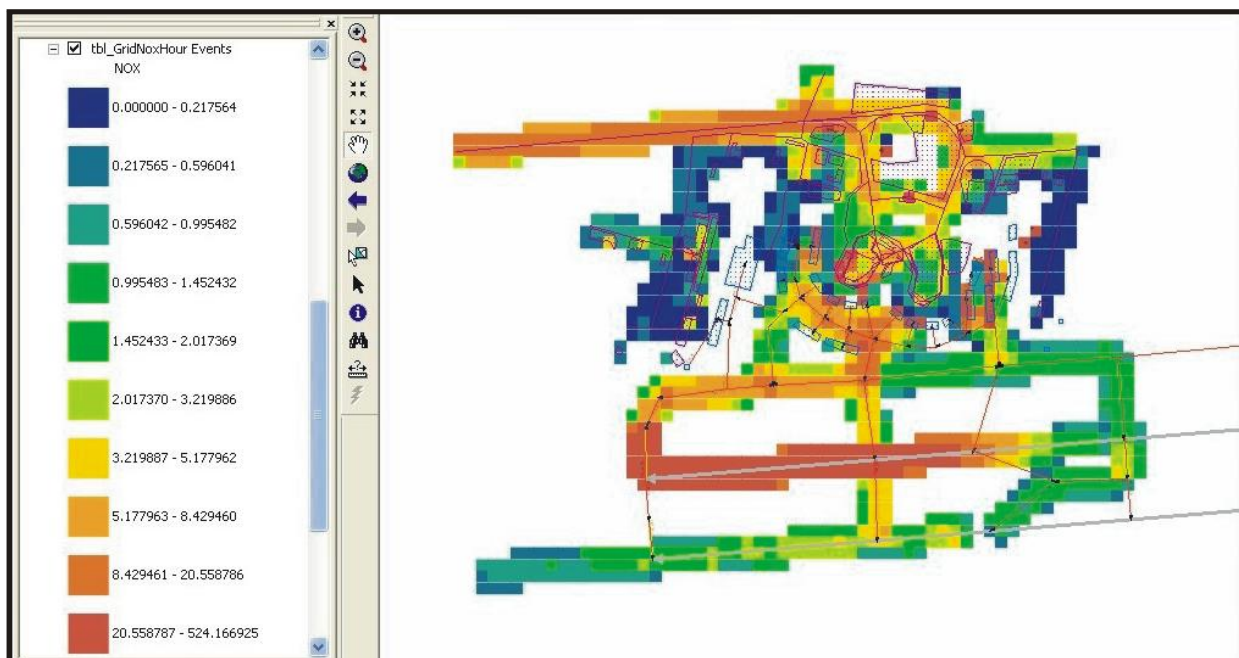 tbl_GridNoxHour Events
NOX
0.000000 - 0.217564
0.217565 - 0.596041
0.596042 - 0.995482
0.995483 - 1.452432
1.452433 - 2.017369
2.017370 - 3.219886
3.219887 - 5.177962
5.177963 - 8.429460
8.429461 - 20.558786
20.558787 - 524.166925